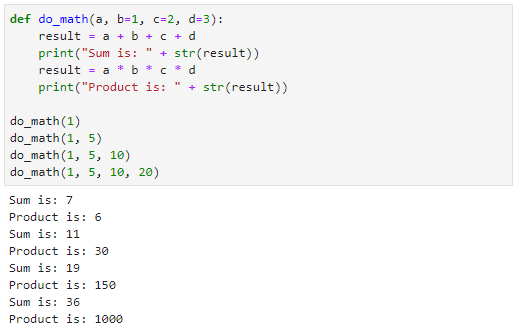 def do_math(a, b=1, c=2, d=3):
    result = a + b + c + d
    print("Sum is: " + str(result))
    result = a * b * c * d
    print("Product is: " + str(result))

do_math(1)
do_math(1, 5)
do_math(1, 5, 10)
do_math(1, 5, 10, 20)
Sum is: 7
Product is: 6
Sum is: 11
Product is: 30
Sum is: 19
Product is: 150
Sum is: 36
Product is: 1000